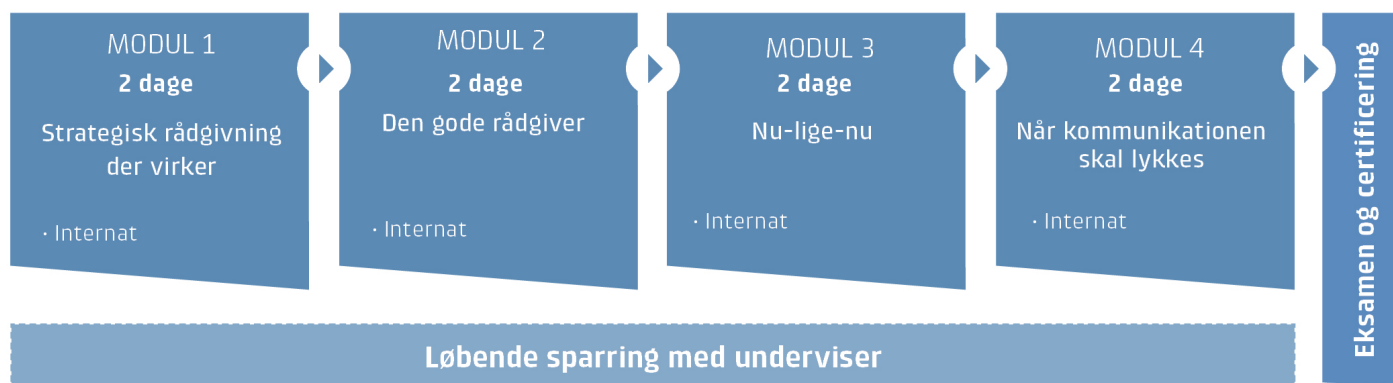 MODUL 1
2 dage
Strategisk rådgivning
der virker
· Internat
MODUL 2
2 dage
Den gode rådgiver
· Internat
MODUL 3
2 dage
Nu-lige-nu
· Internat
MODUL 4
2 dage
Når kommunikationen
skal lykkes
· Internat
Eksamen og certificering
Løbende sparring med underviser